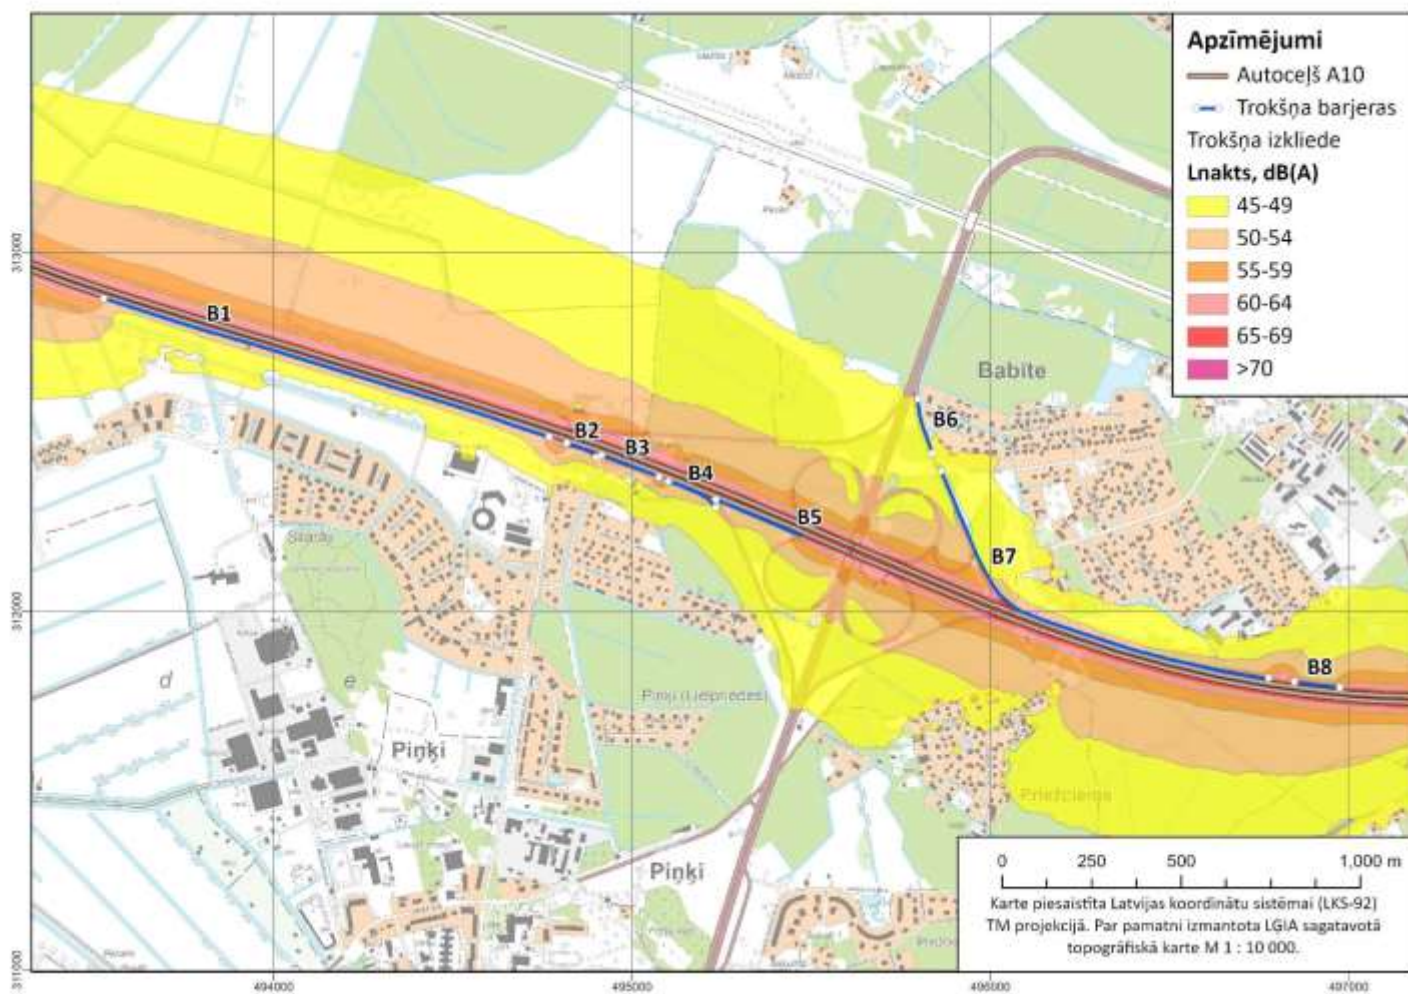 Apzīmējumi
Autoceļš A10
Trokšņa barjeras
Trokšņa izkliede
Lnakts, dB(A)
45-49
50-54
55-59
60-64
65-69
>70
313000
312000
311000
B1
B2
B3
B4
B5
B6
B7
B8
Babīte
d
e
Piņķi
Piņķi
Priežciems
0 250 500 1,000 m
Karte piesaistīta Latvijas koordinātu sistēmai (LKS-92)
TM projekcijā. Par pamatni izmantota LĢIA sagatavotā
topogrāfiskā karte M 1 : 10 000.
494000 495000 496000 497000